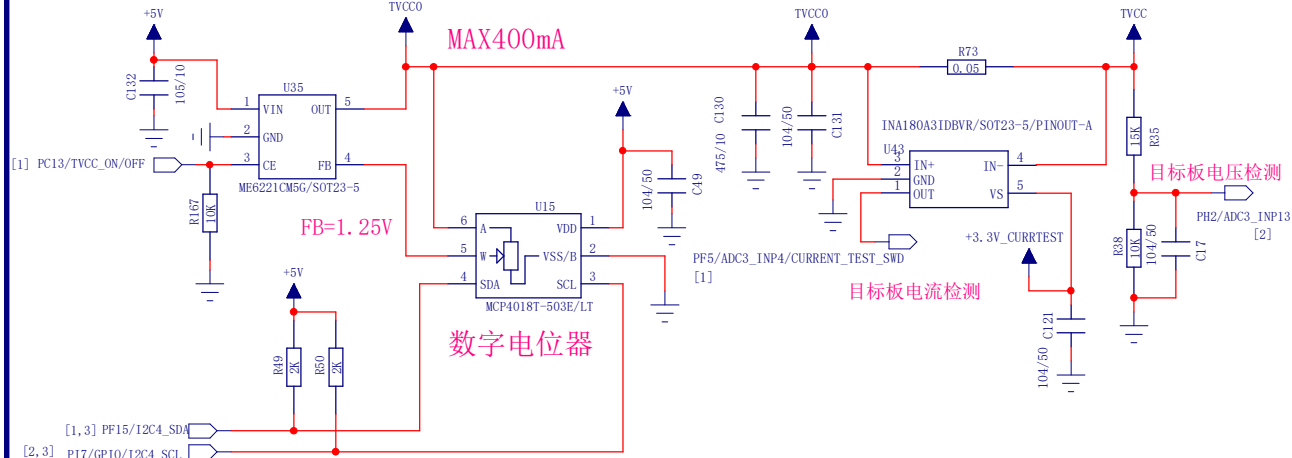 +5V
TVCCO
MAX400mA
TVCCO
TVCC
C132
105/10
U35
1 VIN OUT 5
2 GND
3 CE FB 4
ME6221CM5G/SOT23-5
[1] PC13/TVCC_ON/OFF
R167
10K
FB=1.25V
+5V
104/50
C49
U15
6 A VDD 1
5 W VSS/B 2
4 SDA SCL 3
MCP4018T-503E/LT
数字电位器
+5V
R49
2K
R50
2K
[1,3] PF15/I2C4_SDA
[2,3] PI7/GPIO/I2C4_SCL
475/10 C130
104/50
C131
R73
0.05
INA180A3IDBVR/SOT23-5/PINOUT-A
U43
3 IN+ IN- 4
2 GND
1 OUT VS 5
PF5/ADC3_INP4/CURRENT_TEST_SWD
[1]
目标板电流检测
+3.3V_CURRTEST
104/50 C121
15K
R35
目标板电压检测
PH2/ADC3_INP13
[2]
R38
10K
104/50
C17